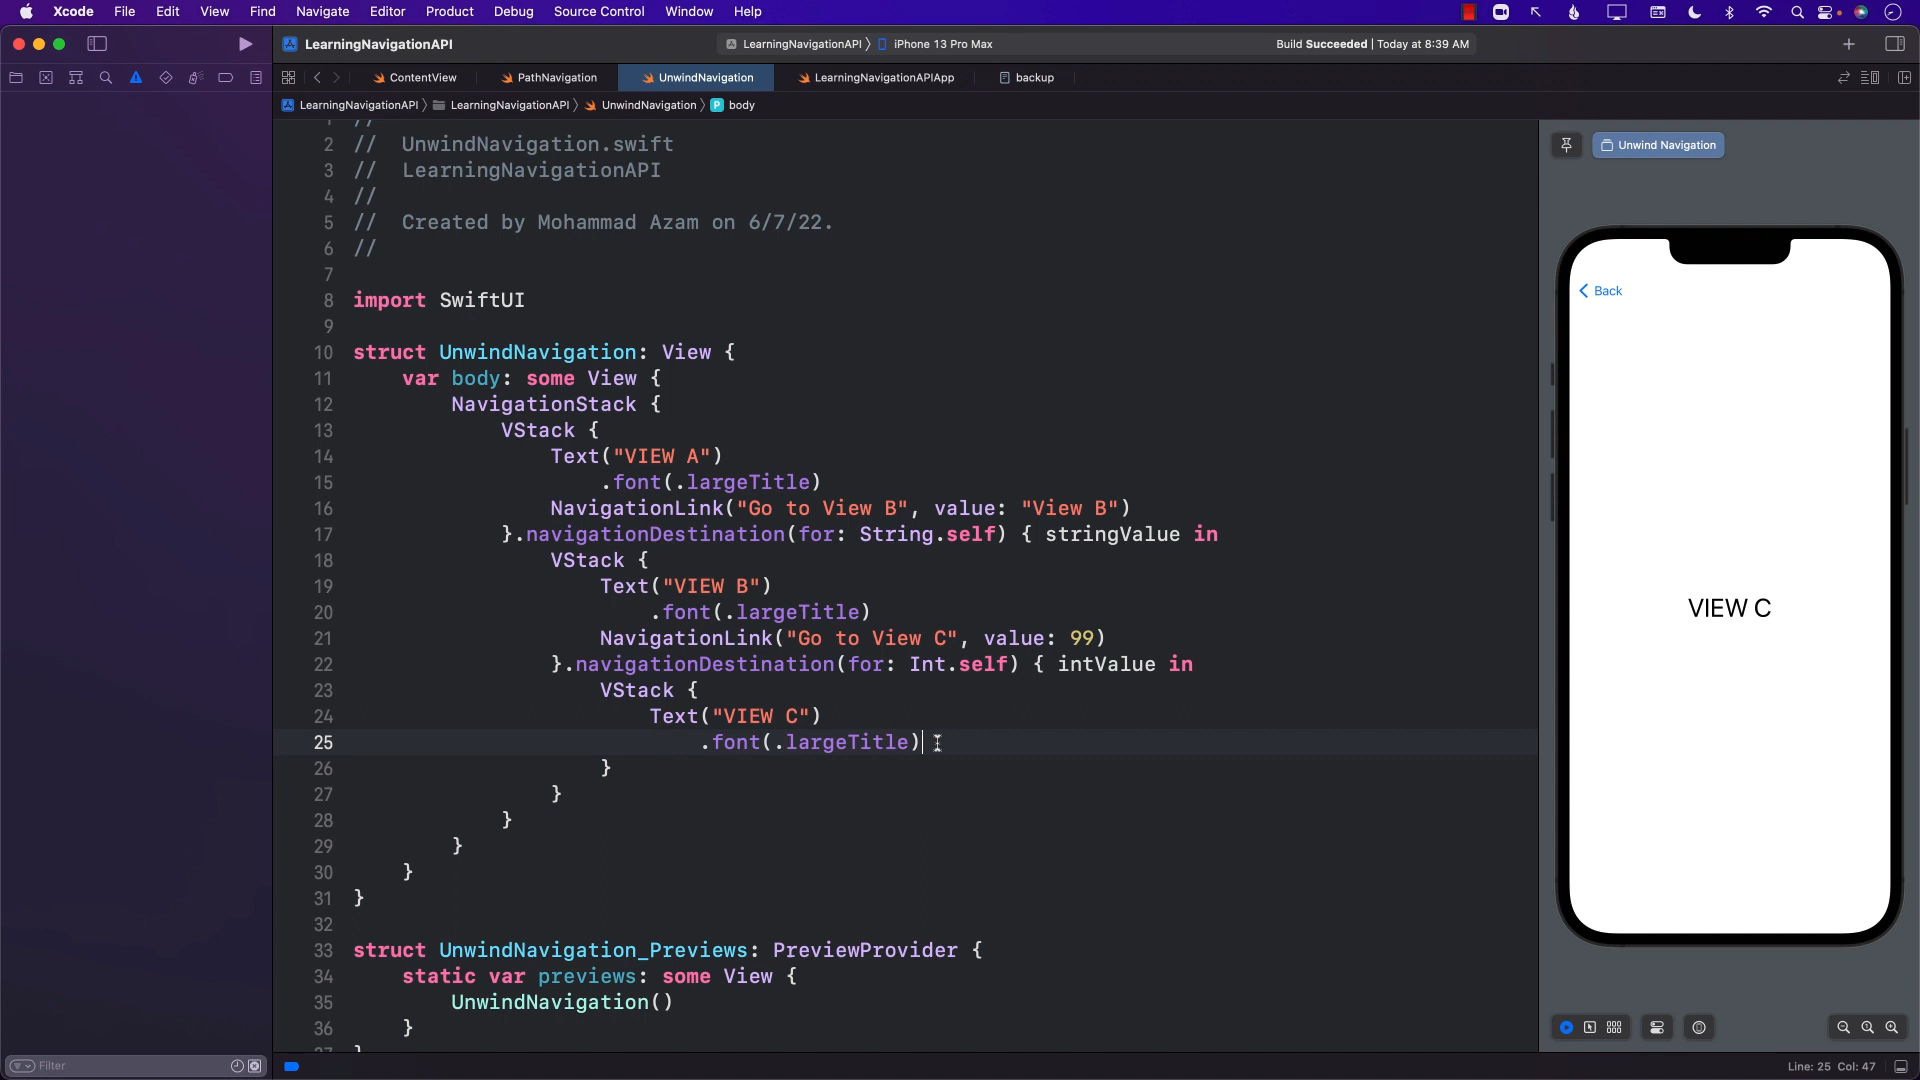 Xcode File Edit View Find Navigate Editor Product Debug Source Control Window Help
LearningNavigationAPI
LearningNavigationAPI iPhone 13 Pro Max
Build Succeeded | Today at 8:39 AM
ContentView PathNavigation UnwindNavigation LearningNavigationAPIApp backup
LearningNavigationAPI LearningNavigationAPI UnwindNavigation P body
1 //
2 //  UnwindNavigation.swift
3 //  LearningNavigationAPI
4 //
5 //  Created by Mohammad Azam on 6/7/22.
6 //
7
8 import SwiftUI
9
10 struct UnwindNavigation: View {
11     var body: some View {
12         NavigationStack {
13             VStack {
14                 Text("VIEW A")
15                     .font(.largeTitle)
16                 NavigationLink("Go to View B", value: "View B")
17             }.navigationDestination(for: String.self) { stringValue in
18                 VStack {
19                     Text("VIEW B")
20                         .font(.largeTitle)
21                     NavigationLink("Go to View C", value: 99)
22                 }.navigationDestination(for: Int.self) { intValue in
23                     VStack {
24                         Text("VIEW C")
25                             .font(.largeTitle)
26                     }
27                 }
28             }
29         }
30     }
31 }
32
33 struct UnwindNavigation_Previews: PreviewProvider {
34     static var previews: some View {
35         UnwindNavigation()
36     }
37 }
Unwind Navigation
Back
VIEW C
Filter
Line: 25 Col: 47